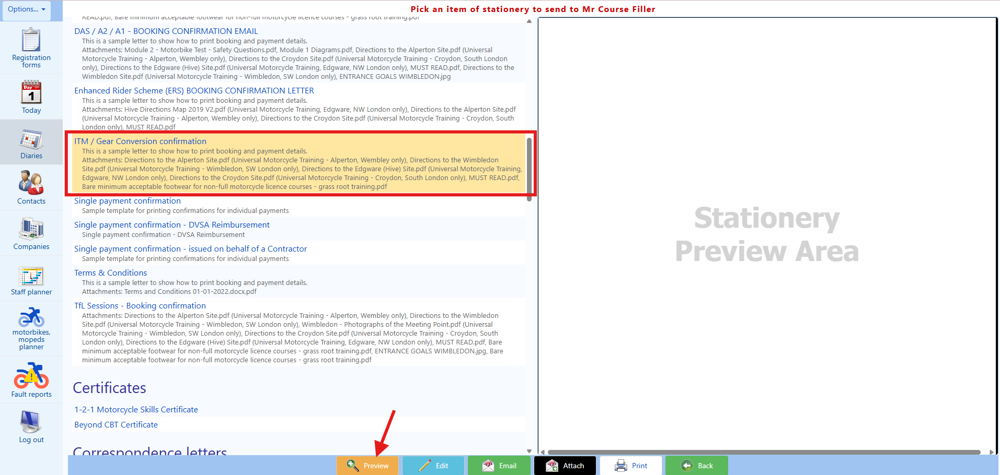 Options...
Pick an item of stationery to send to Mr Course Filler
Registration
forms
Today
Diaries
Contacts
Companies
Staff planner
motorbikes,
mopeds
planner
Fault reports
Log out
READ.pdf, Bare minimum acceptable footwear for non-full motorcycle licence courses - grass root training.pdf
DAS / A2 / A1 - BOOKING CONFIRMATION EMAIL
This is a sample letter to show how to print booking and payment details.
Attachments: Module 2 - Motorbike Test - Safety Questions.pdf, Module 1 Diagrams.pdf, Directions to the Alperton Site.pdf (Universal
Motorcycle Training - Alperton, Wembley only), Directions to the Croydon Site.pdf (Universal Motorcycle Training - Croydon, South London
only), Directions to the Edgware (Hive) Site.pdf (Universal Motorcycle Training, Edgware, NW London only), MUST READ.pdf, Directions to the
Wimbledon Site.pdf (Universal Motorcycle Training - Wimbledon, SW London only), ENTRANCE GOALS WIMBLEDON.jpg
Enhanced Rider Scheme (ERS) BOOKING CONFIRMATION LETTER
This is a sample letter to show how to print booking and payment details.
Attachments: Hive Directions Map 2019 V2.pdf (Universal Motorcycle Training, Edgware, NW London only), Directions to the Alperton Site.pdf
(Universal Motorcycle Training - Alperton, Wembley only), Directions to the Croydon Site.pdf (Universal Motorcycle Training - Croydon, South
London only), MUST READ.pdf
ITM / Gear Conversion confirmation
This is a sample letter to show how to print booking and payment details.
Attachments: Directions to the Alperton Site.pdf (Universal Motorcycle Training - Alperton, Wembley only), Directions to the Wimbledon
Site.pdf (Universal Motorcycle Training - Wimbledon, SW London only), Directions to the Edgware (Hive) Site.pdf (Universal Motorcycle Training,
Edgware, NW London only), Directions to the Croydon Site.pdf (Universal Motorcycle Training - Croydon, South London only), MUST READ.pdf,
Bare minimum acceptable footwear for non-full motorcycle licence courses - grass root training.pdf
Single payment confirmation
Sample template for printing confirmations for individual payments
Single payment confirmation - DVSA Reimbursement
Single payment confirmation - DVSA Reimbursement
Single payment confirmation - issued on behalf of a Contractor
Sample template for printing confirmations for individual payments
Terms & Conditions
This is a sample letter to show how to print booking and payment details.
Attachments: Terms and Conditions 01-01-2022.docx.pdf
TfL Sessions - Booking confirmation
Attachments: Directions to the Alperton Site.pdf (Universal Motorcycle Training - Alperton, Wembley only), Directions to the Wimbledon
Site.pdf (Universal Motorcycle Training - Wimbledon, SW London only), Wimbledon - Photographs of the Meeting Point.pdf (Universal
Motorcycle Training - Wimbledon, SW London only), Directions to the Croydon Site.pdf (Universal Motorcycle Training - Croydon, South
London only), Directions to the Edgware (Hive) Site.pdf (Universal Motorcycle Training, Edgware, NW London only), MUST READ.pdf, Bare
minimum acceptable footwear for non-full motorcycle licence courses - grass root training.pdf, ENTRANCE GOALS WIMBLEDON.jpg, Bare
minimum acceptable footwear for non-full motorcycle licence courses - grass root training.pdf
Certificates
1-2-1 Motorcycle Skills Certificate
Beyond CBT Certificate
Correspondence letters
Stationery
Preview Area
Preview
Edit
Email
Attach
Print
Back
Day
1